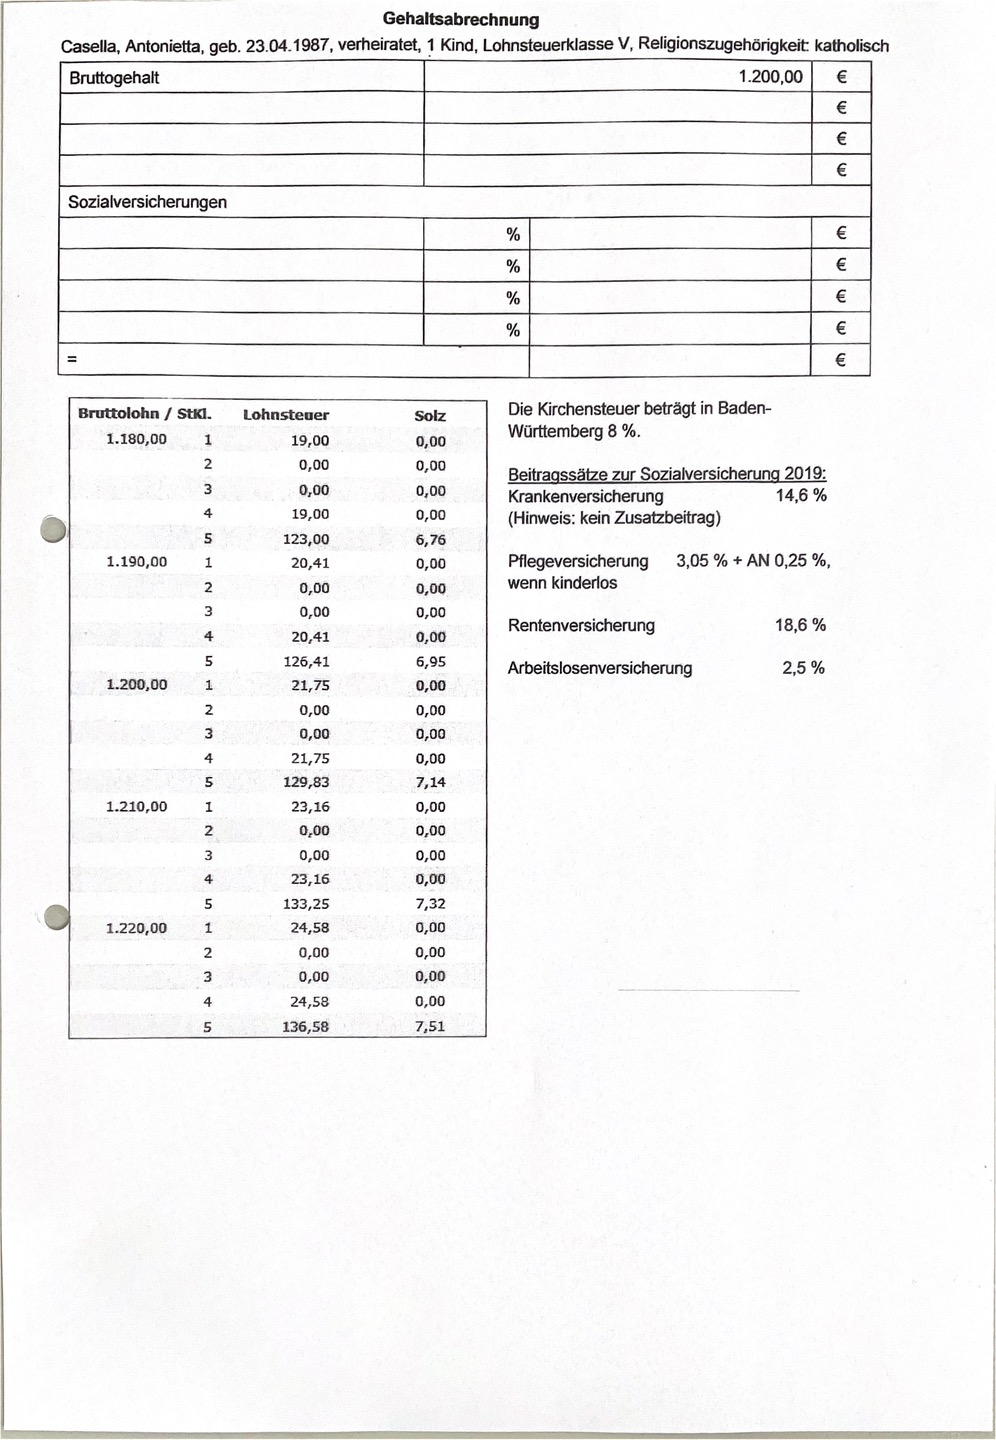 Gehaltsabrechnung
Casella, Antonietta, geb. 23.04.1987, verheiratet, 1 Kind, Lohnsteuerklasse V, Religionszugehörigkeit: katholisch
Bruttogehalt 1.200,00 €
€
€
€
Sozialversicherungen
% €
% €
% €
% €
= €
Bruttolohn / StKl. Lohnsteuer Solz
1.180,00 1 19,00 0,00
2 0,00 0,00
3 0,00 0,00
4 19,00 0,00
5 123,00 6,76
1.190,00 1 20,41 0,00
2 0,00 0,00
3 0,00 0,00
4 20,41 0,00
5 126,41 6,95
1.200,00 1 21,75 0,00
2 0,00 0,00
3 0,00 0,00
4 21,75 0,00
5 129,83 7,14
1.210,00 1 23,16 0,00
2 0,00 0,00
3 0,00 0,00
4 23,16 0,00
5 133,25 7,32
1.220,00 1 24,58 0,00
2 0,00 0,00
3 0,00 0,00
4 24,58 0,00
5 136,58 7,51
Die Kirchensteuer beträgt in Baden-
Württemberg 8 %.
Beitragssätze zur Sozialversicherung 2019:
Krankenversicherung 14,6 %
(Hinweis: kein Zusatzbeitrag)
Pflegeversicherung 3,05 % + AN 0,25 %,
wenn kinderlos
Rentenversicherung 18,6 %
Arbeitslosenversicherung 2,5 %